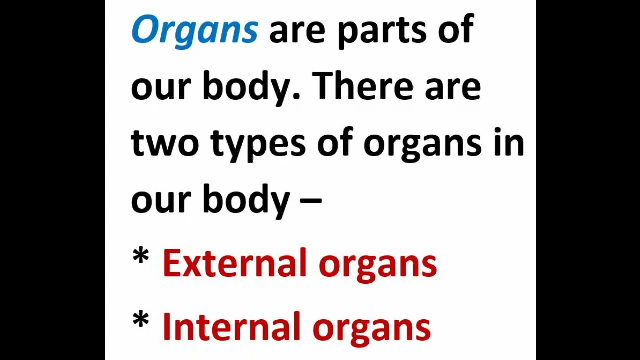 Organs are parts of
our body. There are
two types of organs in
our body –
* External organs
* Internal organs